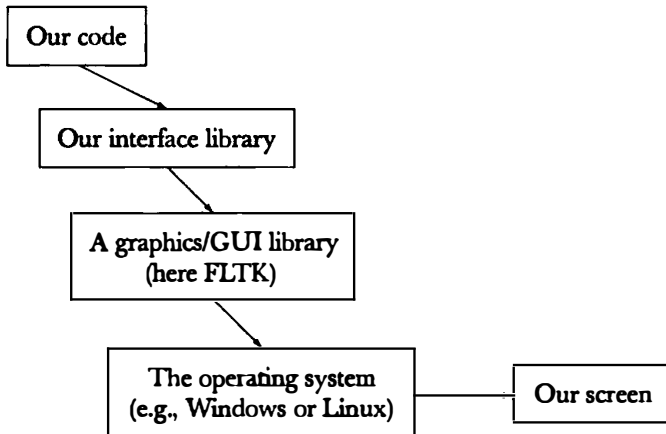 Our code
Our interface library
A graphics/GUI library
(here FLTK)
The operating system
(e.g., Windows or Linux)
Our screen